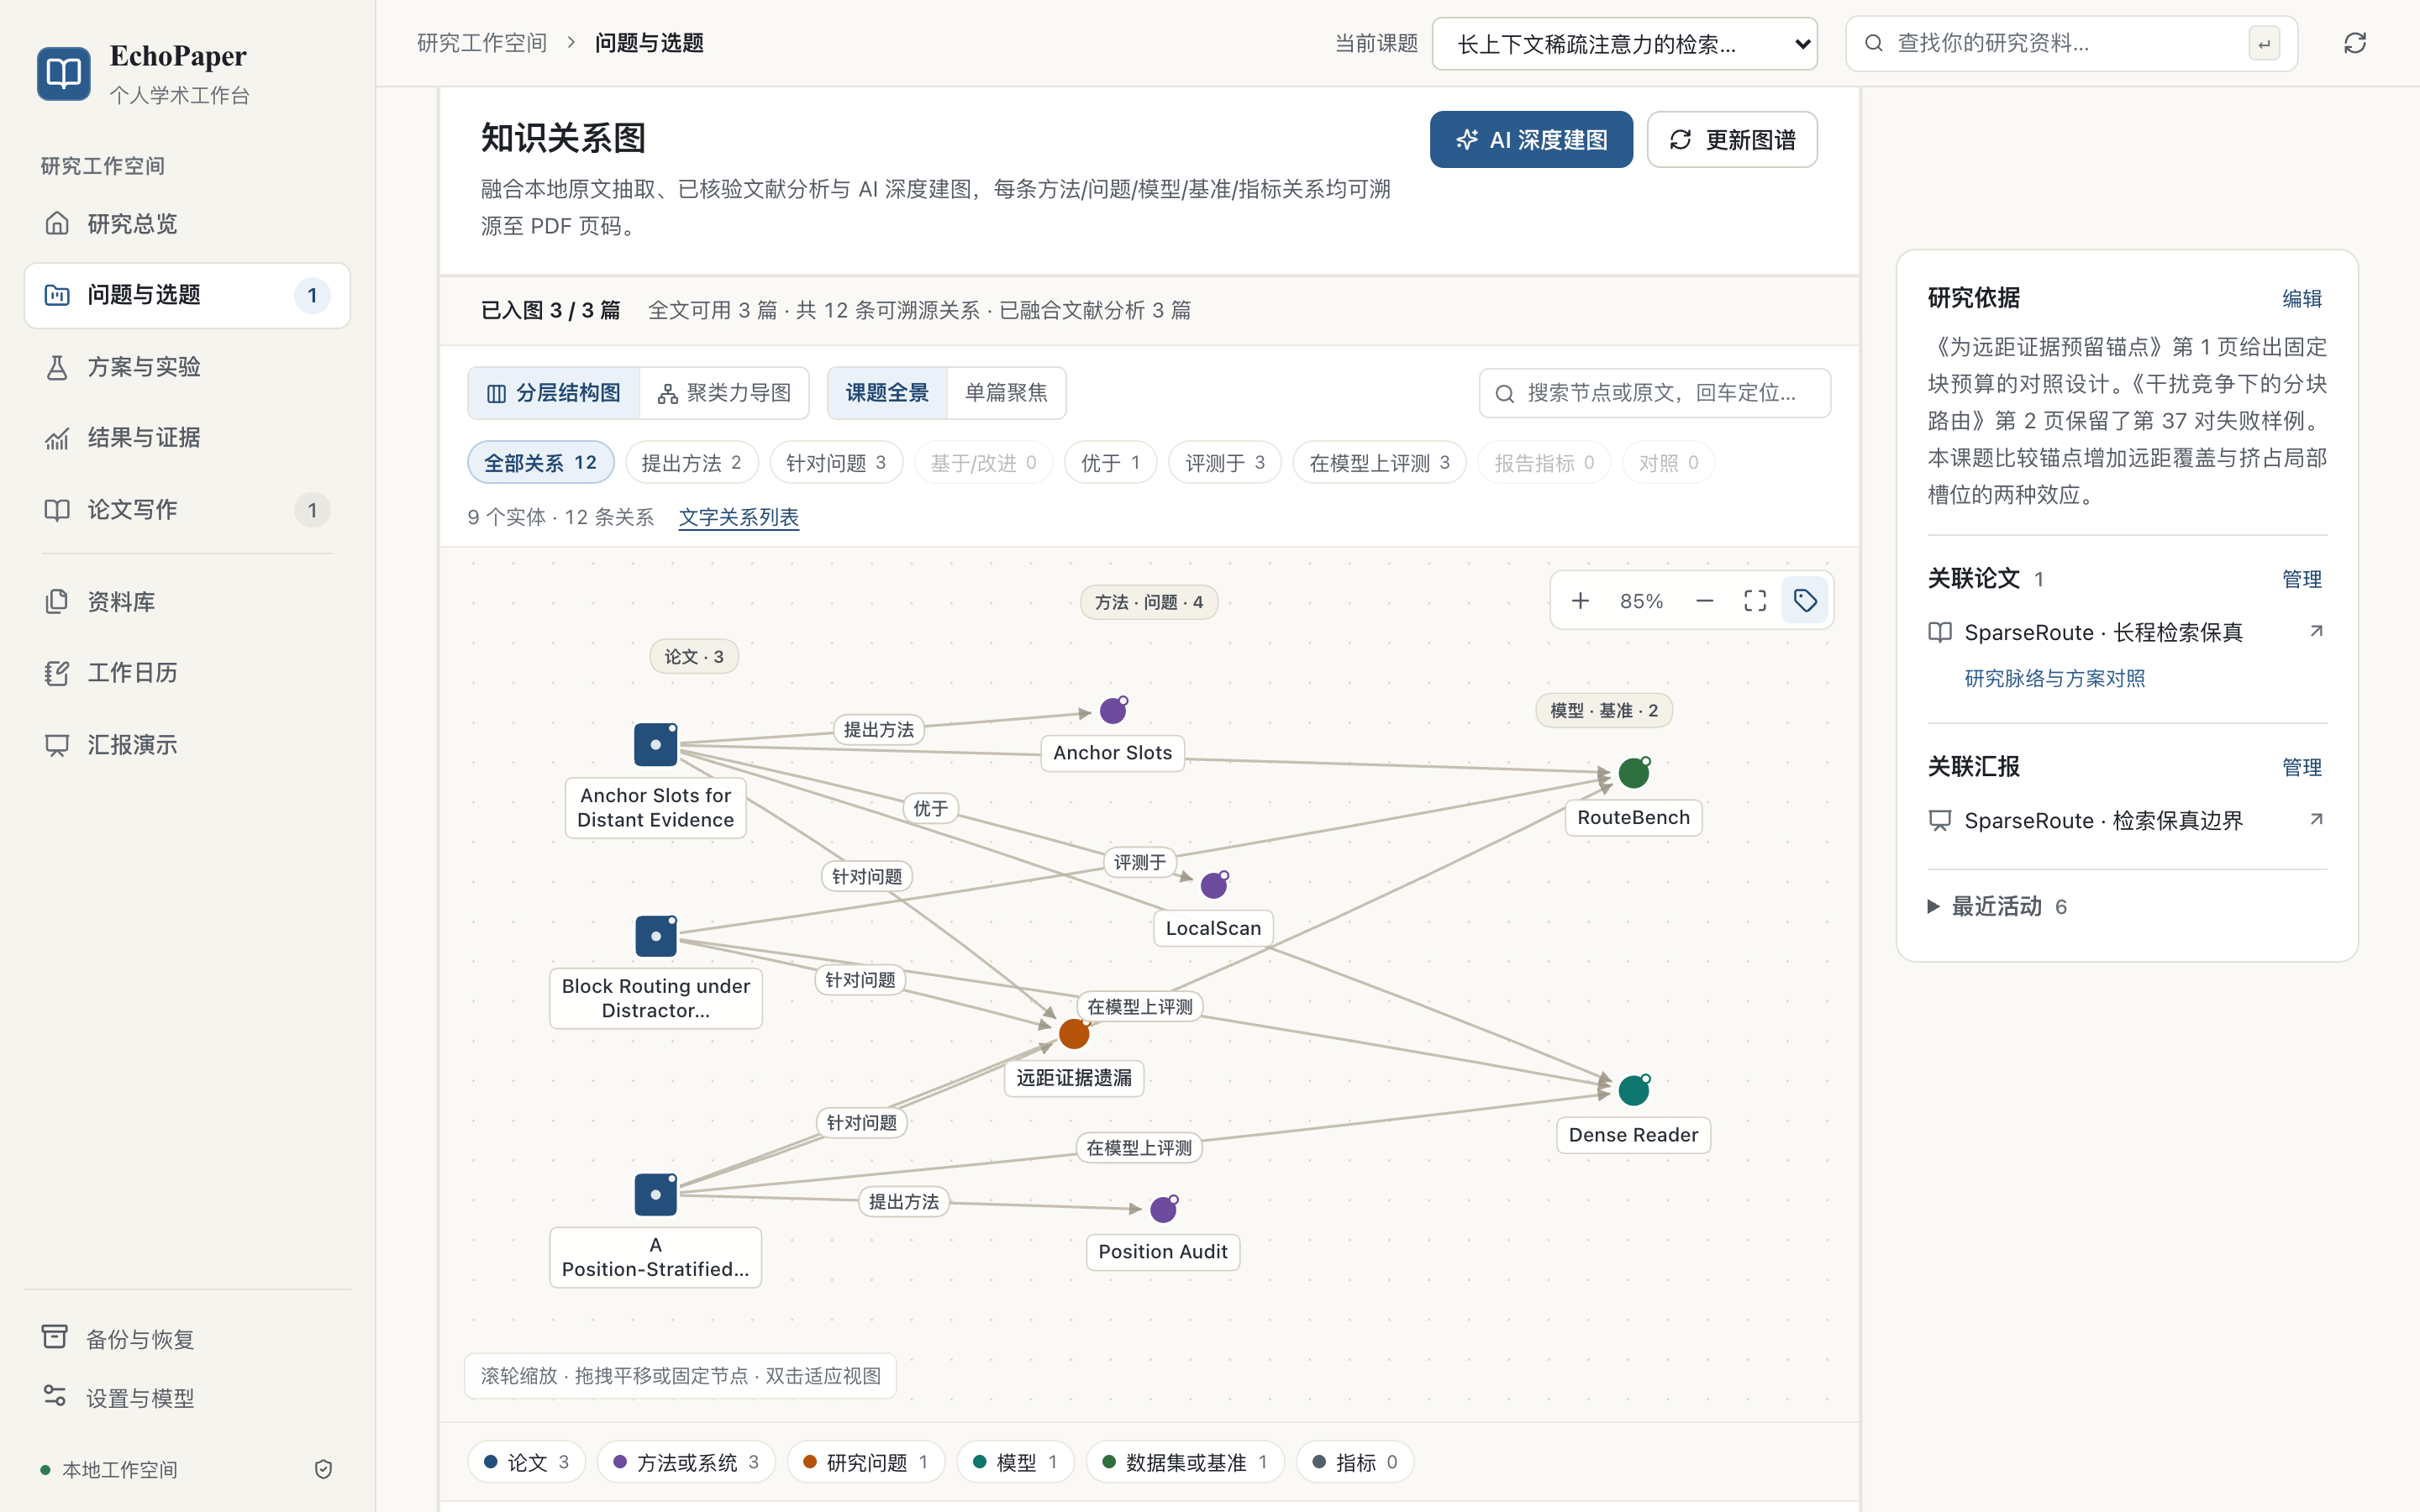 EchoPaper
个人学术工作台
研究工作空间
研究总览
问题与选题 1
方案与实验
结果与证据
论文写作 1
资料库
工作日历
汇报演示
备份与恢复
设置与模型
本地工作空间
研究工作空间 › 问题与选题
当前课题
长上下文稀疏注意力的检索...
查找你的研究资料...
知识关系图
AI 深度建图
更新图谱
融合本地原文抽取、已核验文献分析与 AI 深度建图，每条方法/问题/模型/基准/指标关系均可溯
源至 PDF 页码。
已入图 3 / 3 篇 全文可用 3 篇 · 共 12 条可溯源关系 · 已融合文献分析 3 篇
分层结构图 聚类力导图 课题全景 单篇聚焦
搜索节点或原文，回车定位...
全部关系 12 提出方法 2 针对问题 3 基于/改进 0 优于 1 评测于 3 在模型上评测 3 报告指标 0 对照 0
9 个实体 · 12 条关系 文字关系列表
方法 · 问题 · 4
85%
论文 · 3
模型 · 基准 · 2
提出方法
Anchor Slots
Anchor Slots for
Distant Evidence
优于
RouteBench
评测于
针对问题
LocalScan
Block Routing under
Distractor...
针对问题
在模型上评测
远距证据遗漏
针对问题
Dense Reader
在模型上评测
提出方法
A
Position-Stratified...
Position Audit
滚轮缩放 · 拖拽平移或固定节点 · 双击适应视图
论文 3 方法或系统 3 研究问题 1 模型 1 数据集或基准 1 指标 0
研究依据 编辑
《为远距证据预留锚点》第 1 页给出固定
块预算的对照设计。《干扰竞争下的分块
路由》第 2 页保留了第 37 对失败样例。
本课题比较锚点增加远距覆盖与挤占局部
槽位的两种效应。
关联论文 1 管理
SparseRoute · 长程检索保真
研究脉络与方案对照
关联汇报 管理
SparseRoute · 检索保真边界
最近活动 6